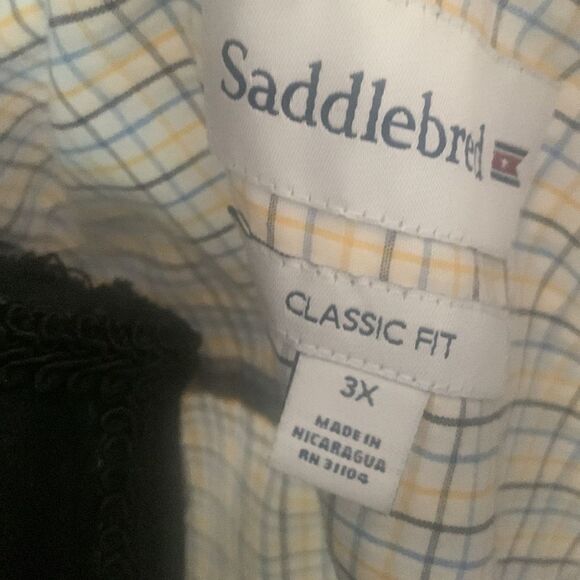 Saddlebred
CLASSIC FIT
3X
MADE IN
NICARAGUA
RN 31104